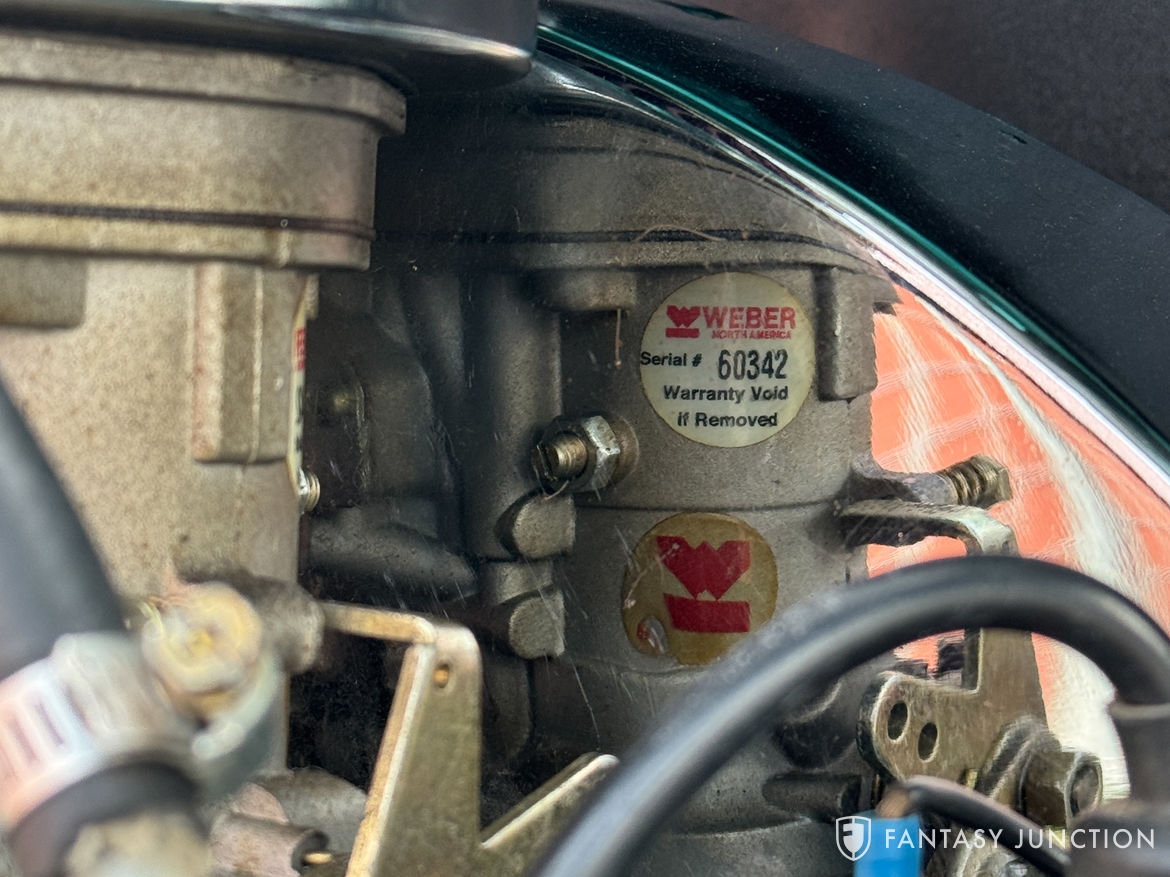 WEBER
NORTH AMERICA
Serial # 60342
Warranty Void
if Removed
FANTASY JUNCTION